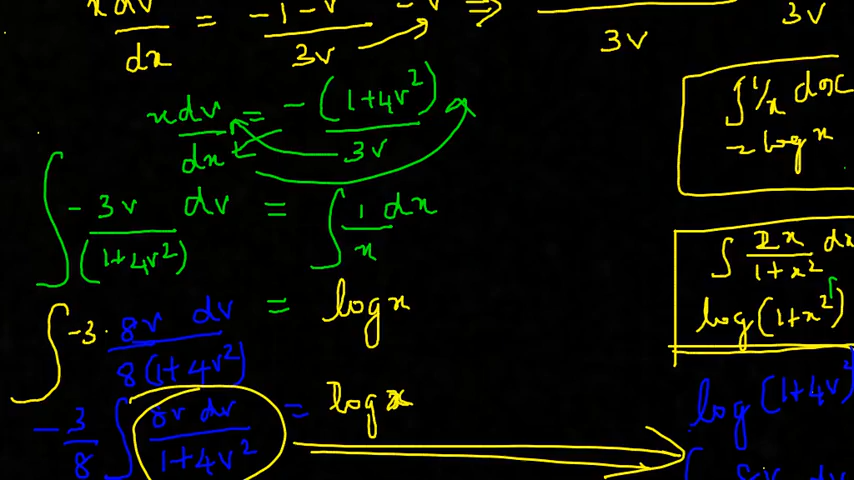 x dv/dx = -1-v²/3v - v ⇒
3v
3v
x dv/dx = -(1+4v²)/3v
∫ 1/x dx
= log x
∫ -3v/(1+4v²) dv = ∫ 1/x dx
∫ 2x/1+x² dx
log(1+x²)
∫ -3 · 8v dv/8(1+4v²) = log x
-3/8 ∫ 8v dv/1+4v² = log x
log(1+4v²)
∫ 8v dv